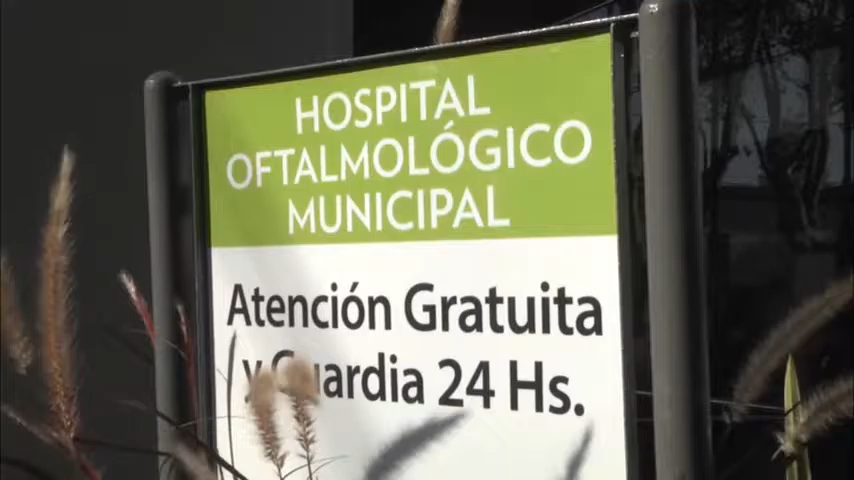 HOSPITAL
OFTALMOLÓGICO
MUNICIPAL
Atención Gratuita
y Guardia 24 Hs.